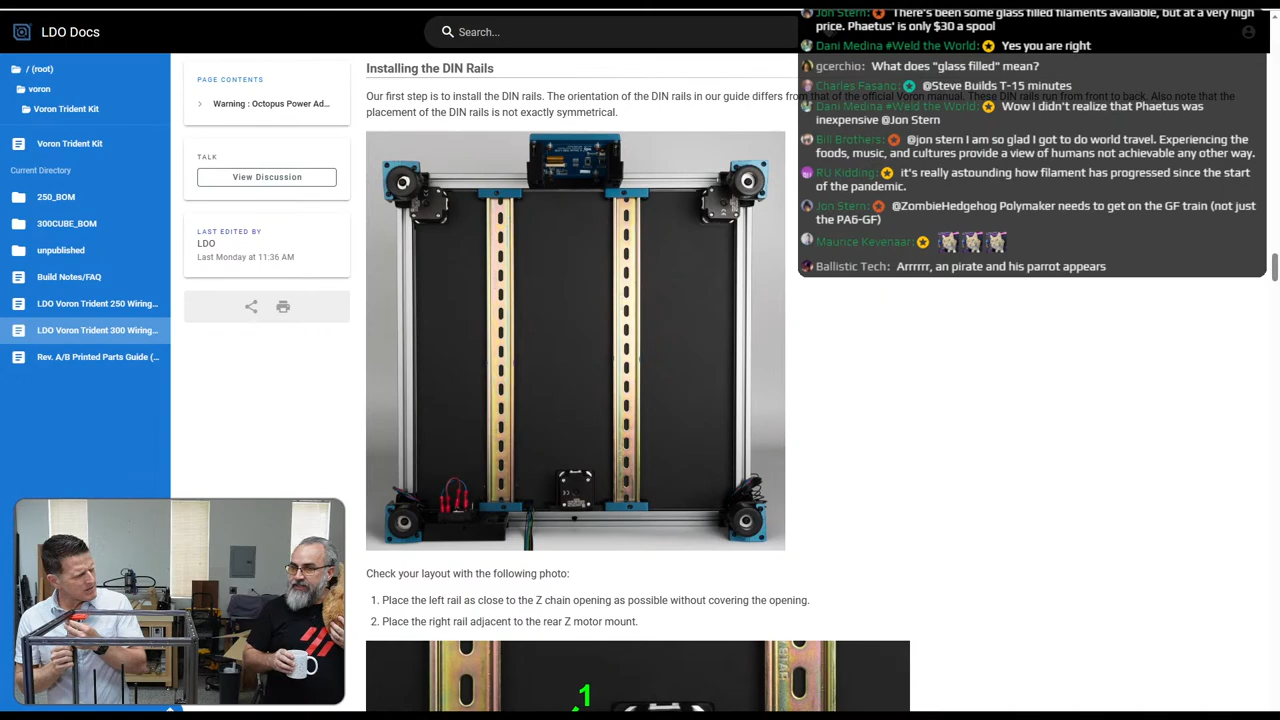 LDO Docs
Search...
/ (root)
voron
Voron Trident Kit
Voron Trident Kit
Current Directory
250_BOM
300CUBE_BOM
unpublished
Build Notes/FAQ
LDO Voron Trident 250 Wiring...
LDO Voron Trident 300 Wiring...
Rev. A/B Printed Parts Guide (...
PAGE CONTENTS
Warning : Octopus Power Ad...
TALK
View Discussion
LAST EDITED BY
LDO
Last Monday at 11:36 AM
Installing the DIN Rails
Our first step is to install the DIN rails. The orientation of the DIN rails in our guide differs from that of the official Voron manual. These DIN rails run from front to back. Also note that the
placement of the DIN rails is not exactly symmetrical.
Check your layout with the following photo:
1. Place the left rail as close to the Z chain opening as possible without covering the opening.
2. Place the right rail adjacent to the rear Z motor mount.
1
Jon Stern: There's been some glass filled filaments available, but at a very high
price. Phaetus' is only $30 a spool
Dani Medina #Weld the World: Yes you are right
gcerchio: What does "glass filled" mean?
Charles Fasano: @Steve Builds T-15 minutes
Dani Medina #Weld the World: Wow I didn't realize that Phaetus was
inexpensive @Jon Stern
Bill Brothers: @jon stern I am so glad I got to do world travel. Experiencing the
foods, music, and cultures provide a view of humans not achievable any other way.
RU Kidding: it's really astounding how filament has progressed since the start
of the pandemic.
Jon Stern: @ZombieHedgehog Polymaker needs to get on the GF train (not just
the PA6-GF)
Maurice Kevenaar:
Ballistic Tech: Arrrrrr, an pirate and his parrot appears